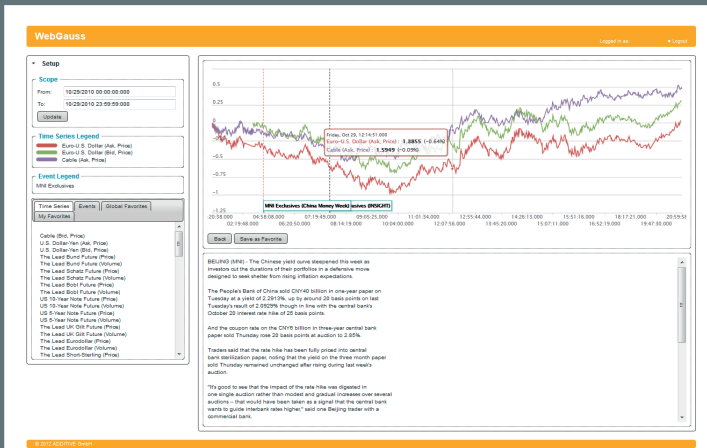 WebGauss
Logged in as:
Logout
Setup
Scope
From: 10/29/2010 00:00:00:000
To: 10/29/2010 23:59:59:000
Update
Time Series Legend
Euro-U.S. Dollar (Ask, Price)
Euro-U.S. Dollar (Bid, Price)
Cable (Ask, Price)
Event Legend
MNI Exclusives
Time Series Events Global Favorites
My Favorites
Cable (Bid, Price)
U.S. Dollar-Yen (Ask, Price)
U.S. Dollar-Yen (Bid, Price)
The Lead Bund Future (Price)
The Lead Bund Future (Volume)
The Lead Schatz Future (Price)
The Lead Schatz Future (Volume)
The Lead Bobl Future (Price)
The Lead Bobl Future (Volume)
US 10-Year Note Future (Price)
US 10-Year Note Future (Volume)
US 5-Year Note Future (Price)
US 5-Year Note Future (Volume)
The Lead UK Gilt Future (Price)
The Lead UK Gilt Future (Volume)
The Lead Eurodollar (Price)
The Lead Eurodollar (Volume)
The Lead Short-Sterling (Price)
0.5
0.25
0
-0.5
-0.75
-1
-1.25
Friday, Oct 29, 12:14:51.000
Euro-U.S. Dollar (Ask, Price) : 1.3855 (-0.64%)
Cable (Ask, Price) : 1.5949 (-0.09%)
MNI Exclusives (China Money Week)
sives (INSIGHT)
20:58.000 04:58:08.000 07:19:49.000 09:05:25.000 11:01:34.000 12:55:44.000 14:26:13.000 15:51:16.000 18:17:21.000 20:59:58
02:19:48.000 06:20:50.000 08:14:19.000 10:04:00.000 12:07:56.000 13:45:20.000 15:07:11.000 16:52:19.000 19:47:30.000
Back Save as Favorite
BEIJING (MNI) - The Chinese yield curve steepened this week as
investors cut the durations of their portfolios in a defensive move
designed to seek shelter from rising inflation expectations.
The People's Bank of China sold CNY40 billion in one-year paper on
Tuesday at a yield of 2.2913%, up by around 20 basis points on last
Tuesday's result of 2.0929% though in line with the central bank's
October 20 interest rate hike of 25 basis points.
And the coupon rate on the CNY6 billion in three-year central bank
paper sold Thursday rose 20 basis points at auction to 2.85%.
Traders said that the rate hike has been fully priced into central
bank sterilization paper, noting that the yield on the three month paper
sold Thursday remained unchanged after rising during last week's
auction.
"It's good to see that the impact of the rate hike was digested in
one single auction rather than modest and gradual increases over several
auctions -- that would have been taken as a signal that the central bank
wants to guide interbank rates higher," said one Beijing trader with a
commercial bank.
© 2012 ADDITIVE GmbH